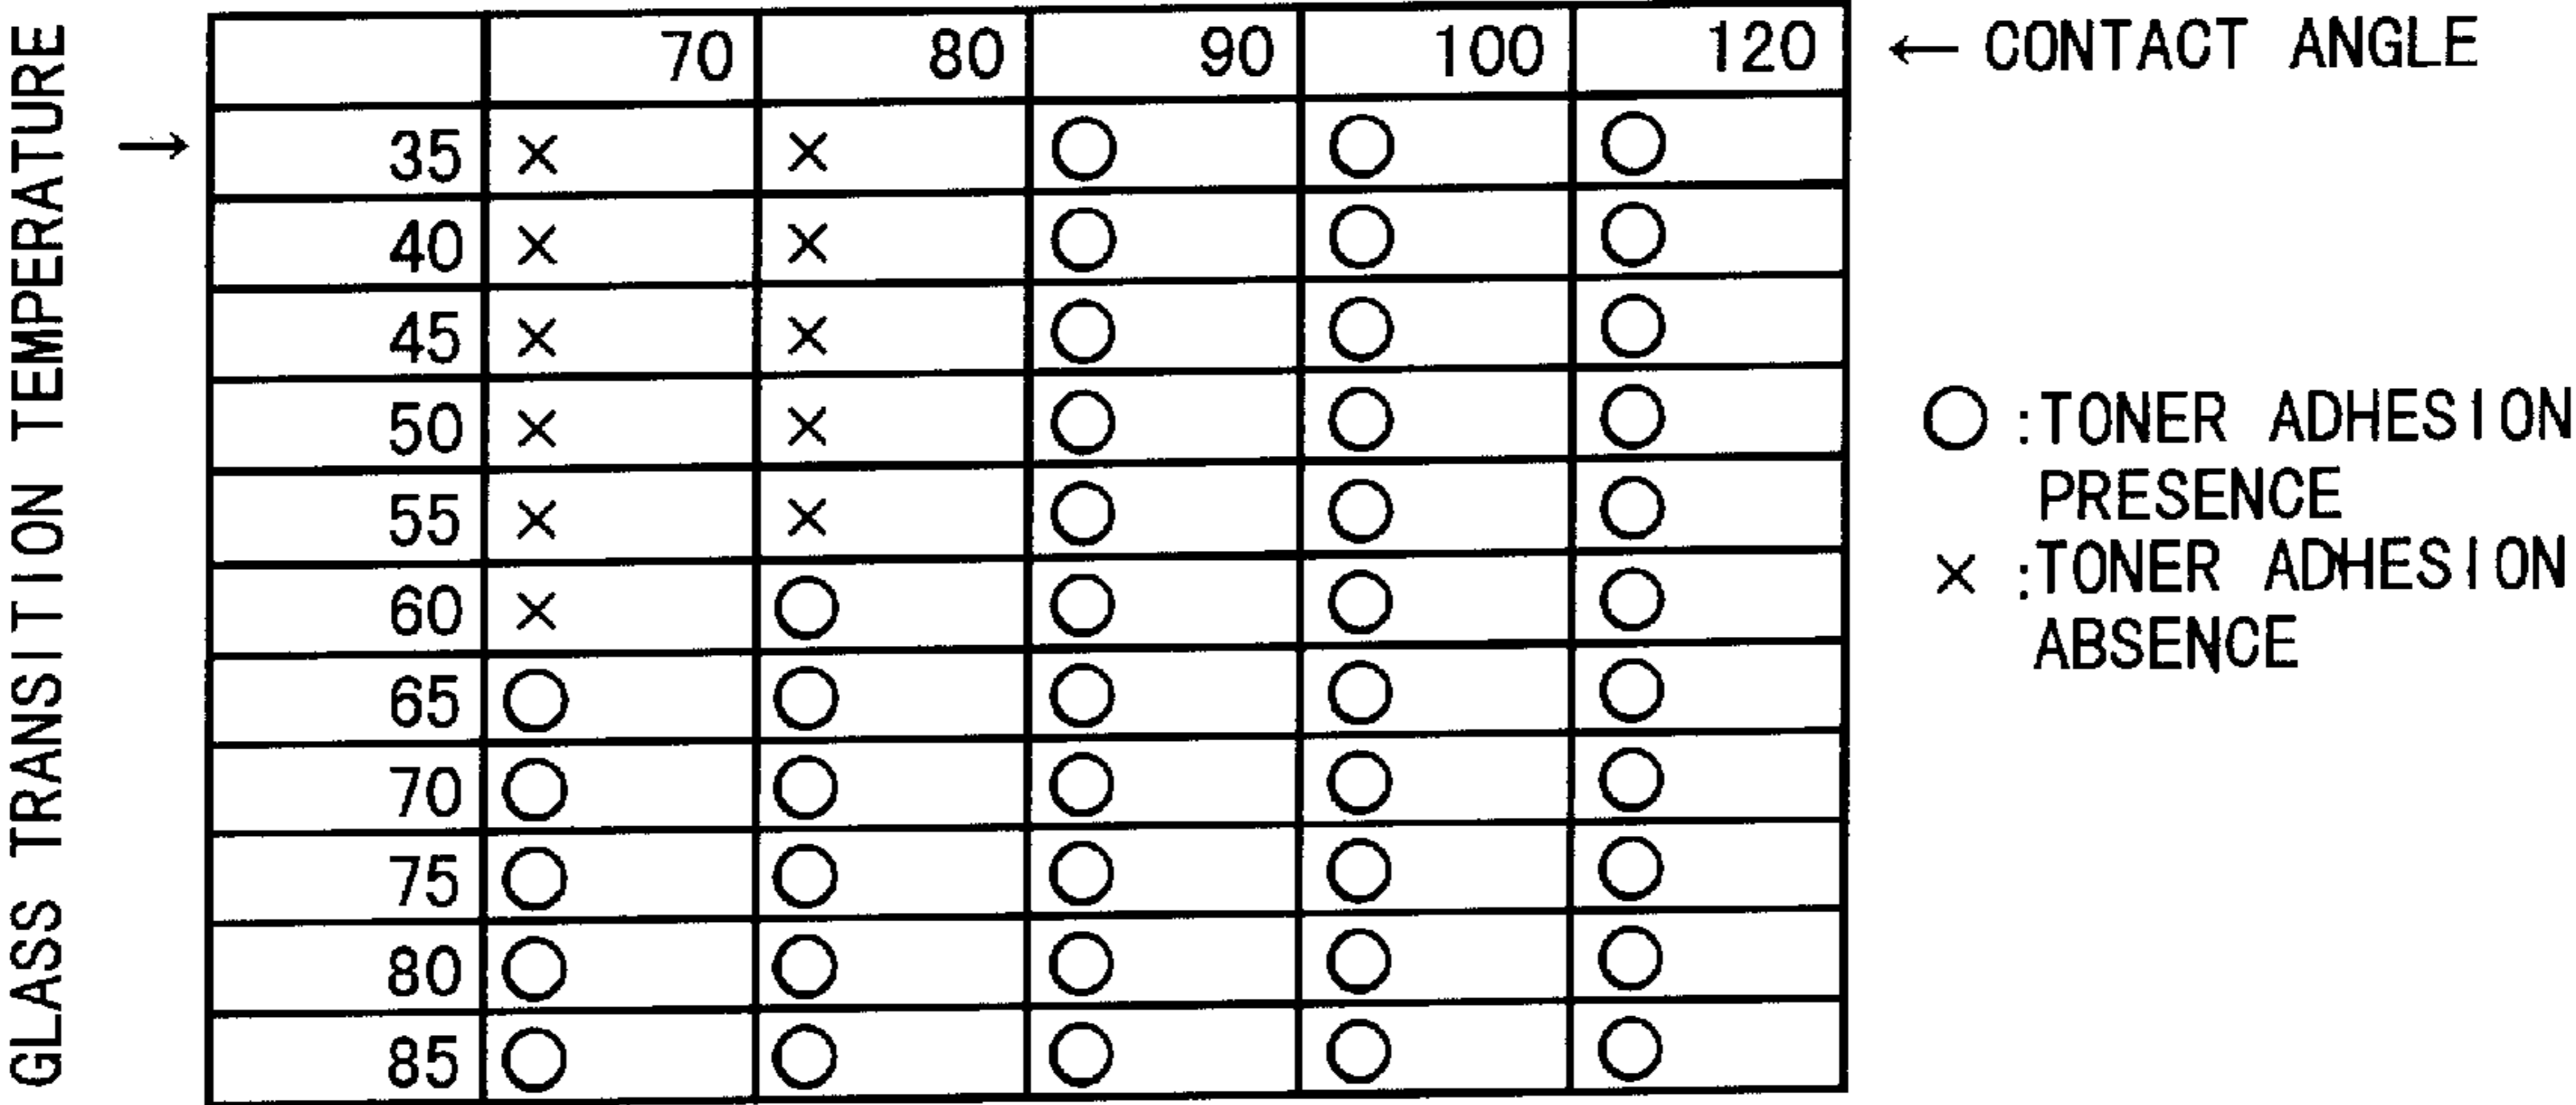 GLASS TRANSITION TEMPERATURE →
70 80 90 100 120 ← CONTACT ANGLE
35 × × ○ ○ ○
40 × × ○ ○ ○
45 × × ○ ○ ○
50 × × ○ ○ ○
55 × × ○ ○ ○
60 × ○ ○ ○ ○
65 ○ ○ ○ ○ ○
70 ○ ○ ○ ○ ○
75 ○ ○ ○ ○ ○
80 ○ ○ ○ ○ ○
85 ○ ○ ○ ○ ○
○ :TONER ADHESION
PRESENCE
× :TONER ADHESION
ABSENCE